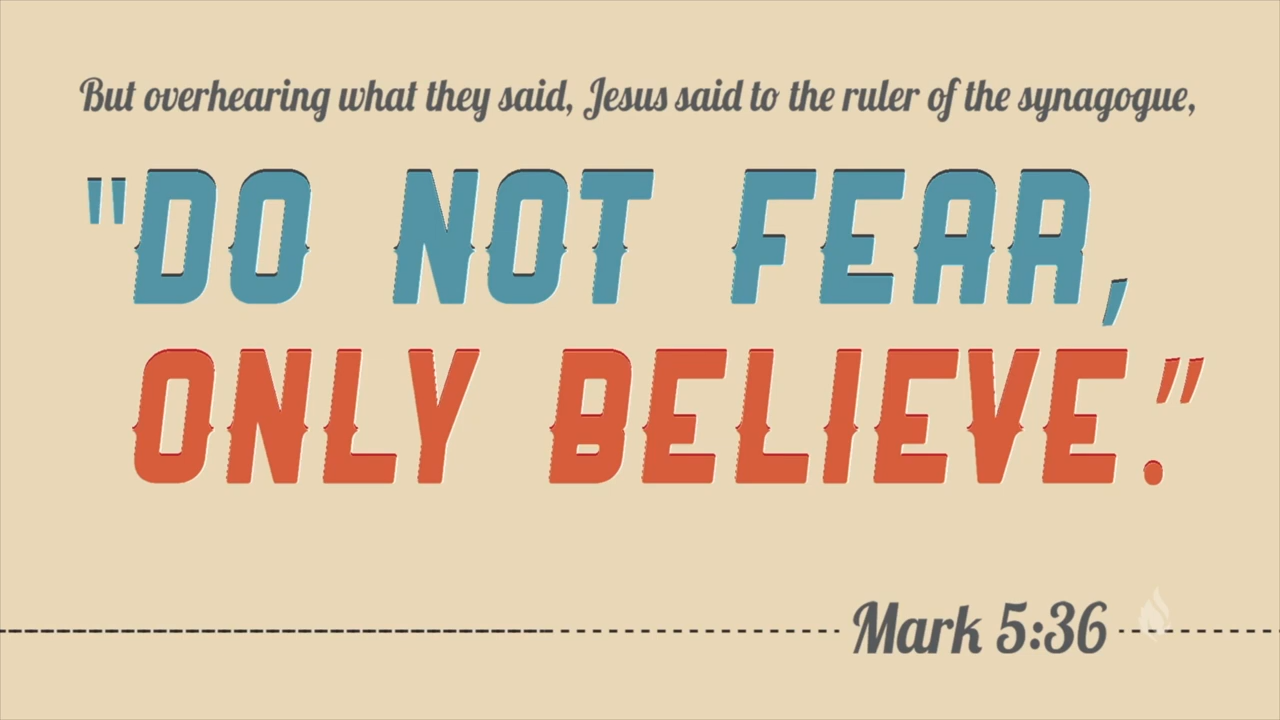 But overhearing what they said, Jesus said to the ruler of the synagogue,
"DO NOT FEAR,
ONLY BELIEVE."
Mark 5:36